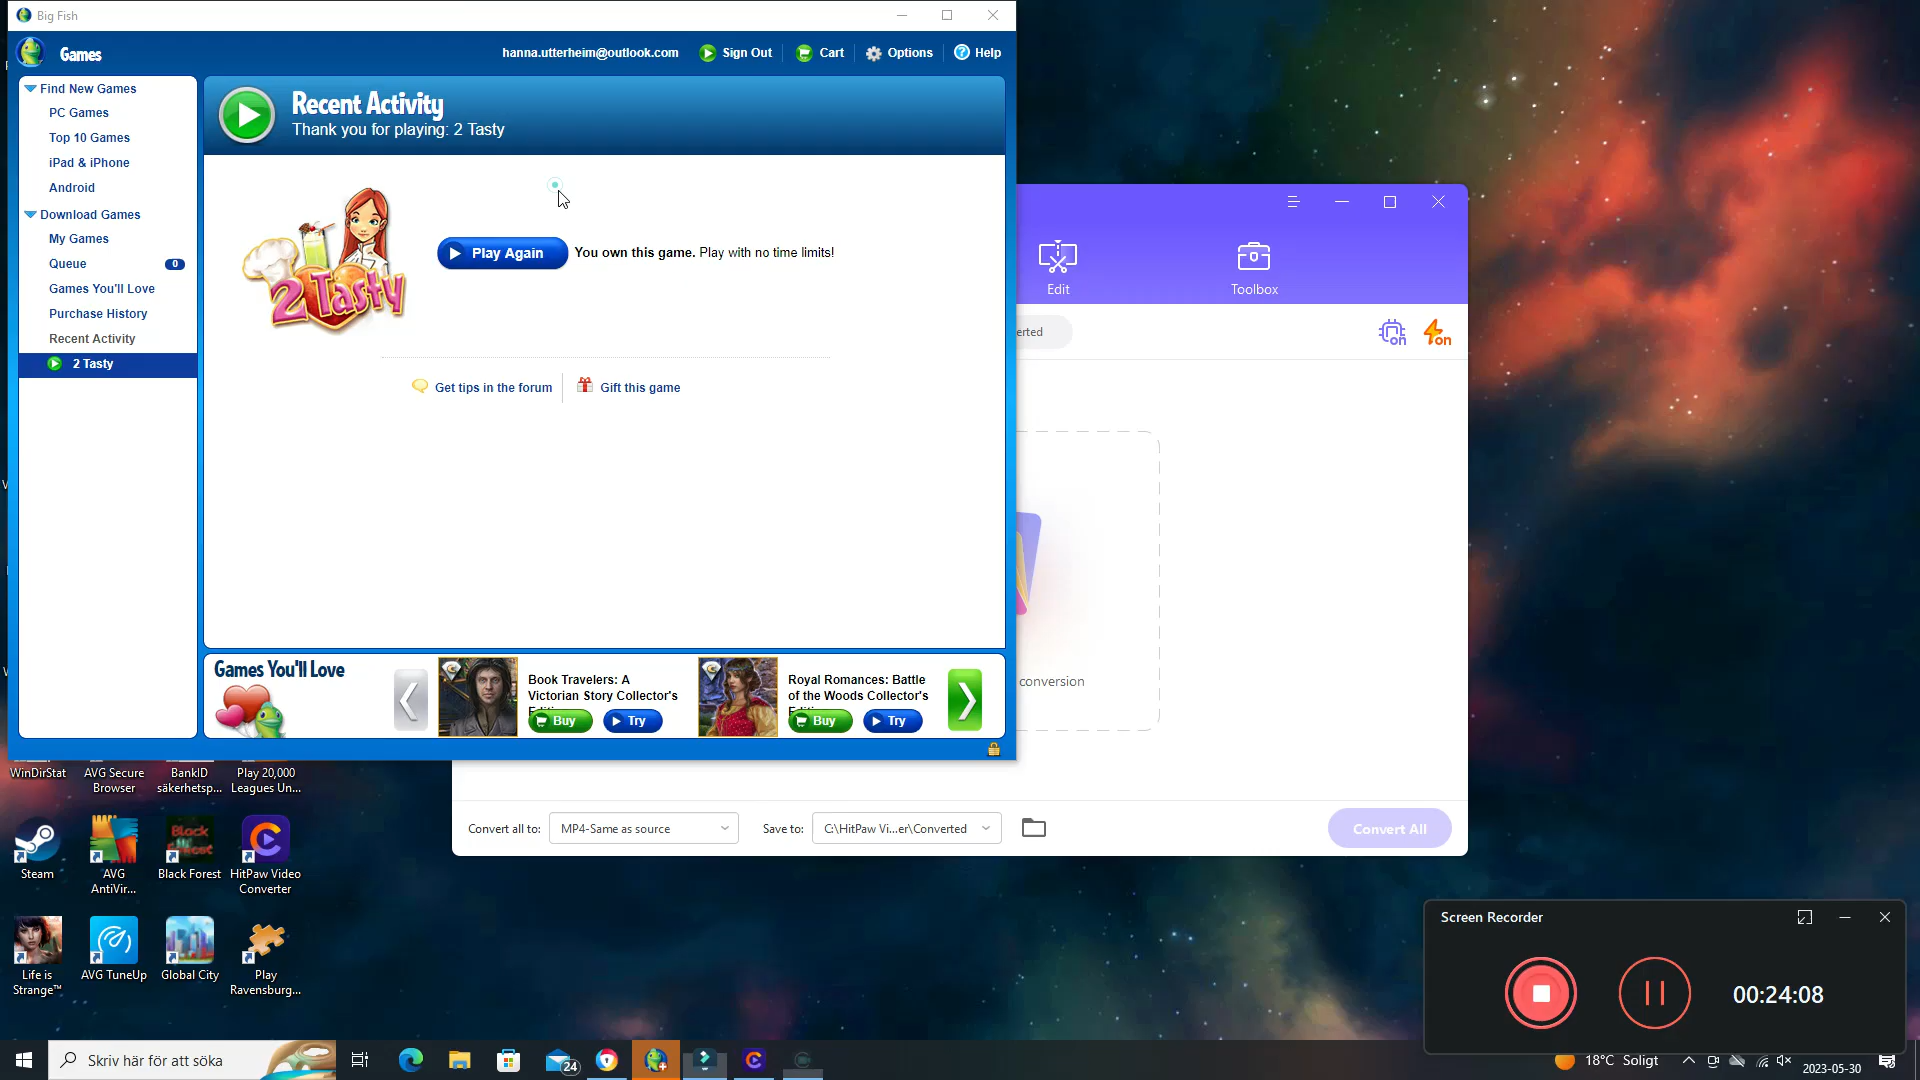 Big Fish
Games
hanna.utterheim@outlook.com
Sign Out
Cart
Options
Help
Find New Games
PC Games
Top 10 Games
iPad & iPhone
Android
Download Games
My Games
Queue
0
Games You'll Love
Purchase History
Recent Activity
2 Tasty
Recent Activity
Thank you for playing: 2 Tasty
2 Tasty
Play Again
You own this game. Play with no time limits!
Get tips in the forum
Gift this game
Games You'll Love
Book Travelers: A
Victorian Story Collector's
Buy
Try
Royal Romances: Battle
of the Woods Collector's
Buy
Try
Edit
Toolbox
erted
on
on
conversion
Convert all to:
MP4-Same as source
Save to:
C:\HitPaw Vi...er\Converted
Convert All
WinDirStat
AVG Secure
Browser
BankID
säkerhetsp...
Play 20,000
Leagues Un...
Steam
AVG
AntiVir...
Black Forest
Black Forest
HitPaw Video
Converter
Life is
Strange™
AVG TuneUp
Global City
Play
Ravensburg...
Screen Recorder
00:24:08
Skriv här för att söka
24
18°C Soligt
2023-05-30